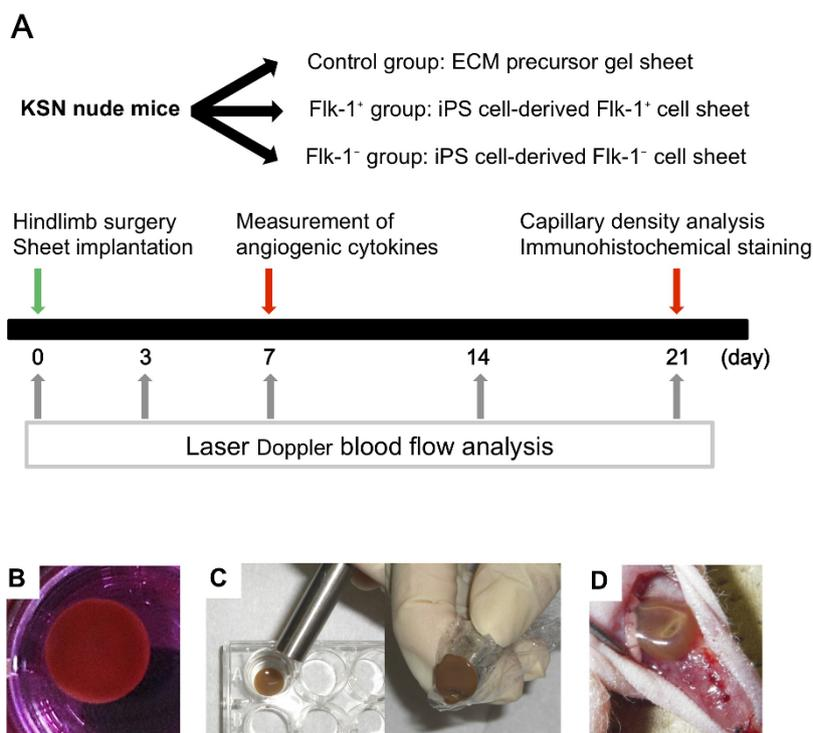 A
Control group: ECM precursor gel sheet
KSN nude mice
Flk-1⁺ group: iPS cell-derived Flk-1⁺ cell sheet
Flk-1⁻ group: iPS cell-derived Flk-1⁻ cell sheet
Hindlimb surgery
Sheet implantation
Measurement of
angiogenic cytokines
Capillary density analysis
Immunohistochemical staining
0 3 7 14 21 (day)
Laser Doppler blood flow analysis
B
C
D
A